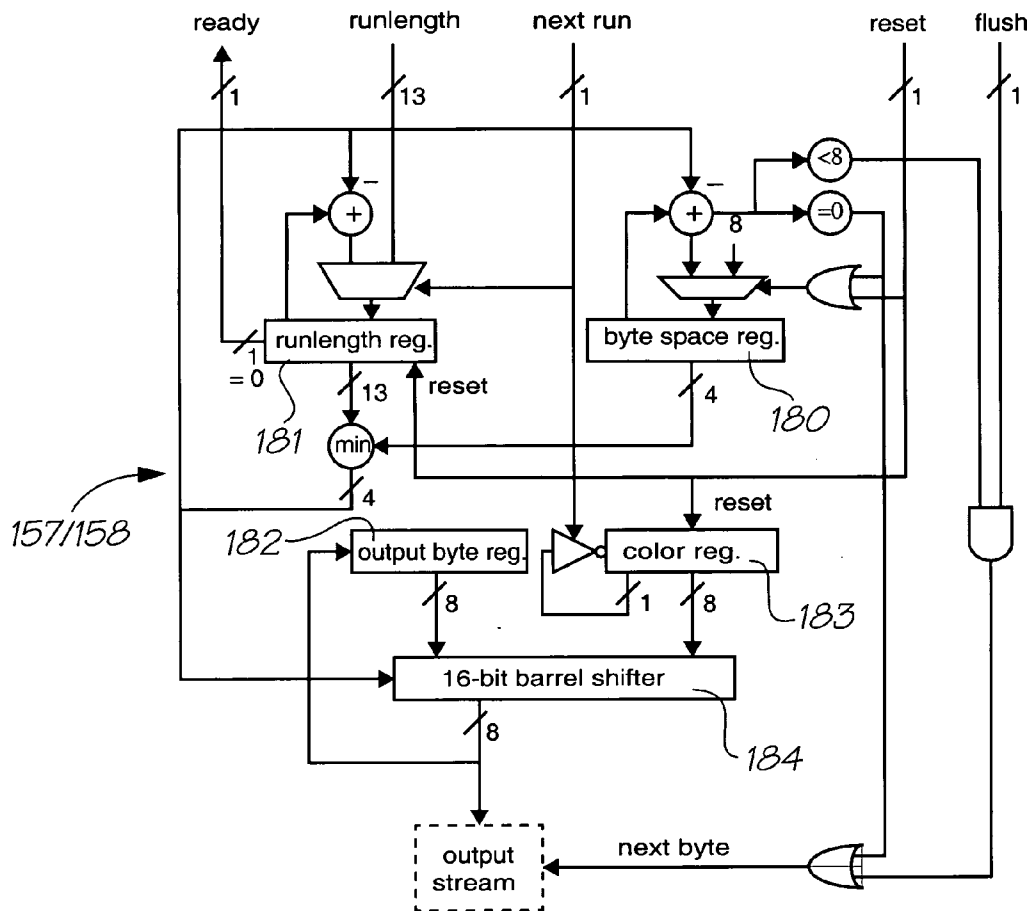 ready runlength next run reset flush
1 13 1 1 1
<8
− −
+ + =0
8
runlength reg. byte space reg.
1
= 0 13 reset 4
181 180
min
4
157/158
reset
182
output byte reg. color reg.
8 1 8
183
16-bit barrel shifter
8
184
next byte
output
stream